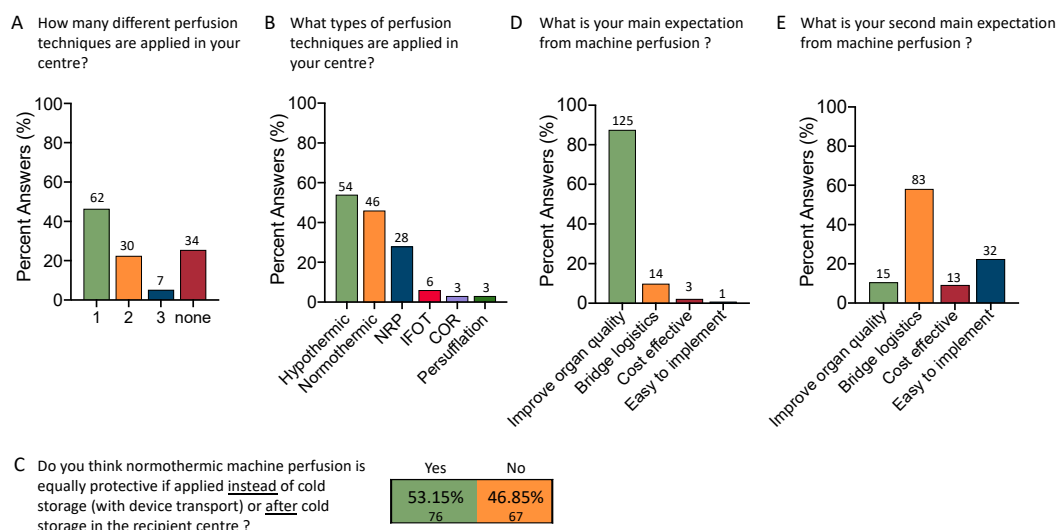 A How many different perfusion
techniques are applied in your
centre?
Percent Answers (%)
100
80
60
40
20
0
62
30
7
34
1 2 3 none
B What types of perfusion
techniques are applied in
your centre?
Percent Answers (%)
100
80
60
40
20
0
54
46
28
6
3
3
Hypothermic
Normothermic
NRP
IFOT
COR
Persufflation
D What is your main expectation
from machine perfusion ?
Percent Answers (%)
100
80
60
40
20
0
125
14
3
1
Improve organ quality
Bridge logistics
Cost effective
Easy to implement
E What is your second main expectation
from machine perfusion ?
Percent Answers (%)
100
80
60
40
20
0
15
83
13
32
Improve organ quality
Bridge logistics
Cost effective
Easy to implement
C Do you think normothermic machine perfusion is
equally protective if applied instead of cold
storage (with device transport) or after cold
storage in the recipient centre ?
Yes No
53.15% 46.85%
76 67